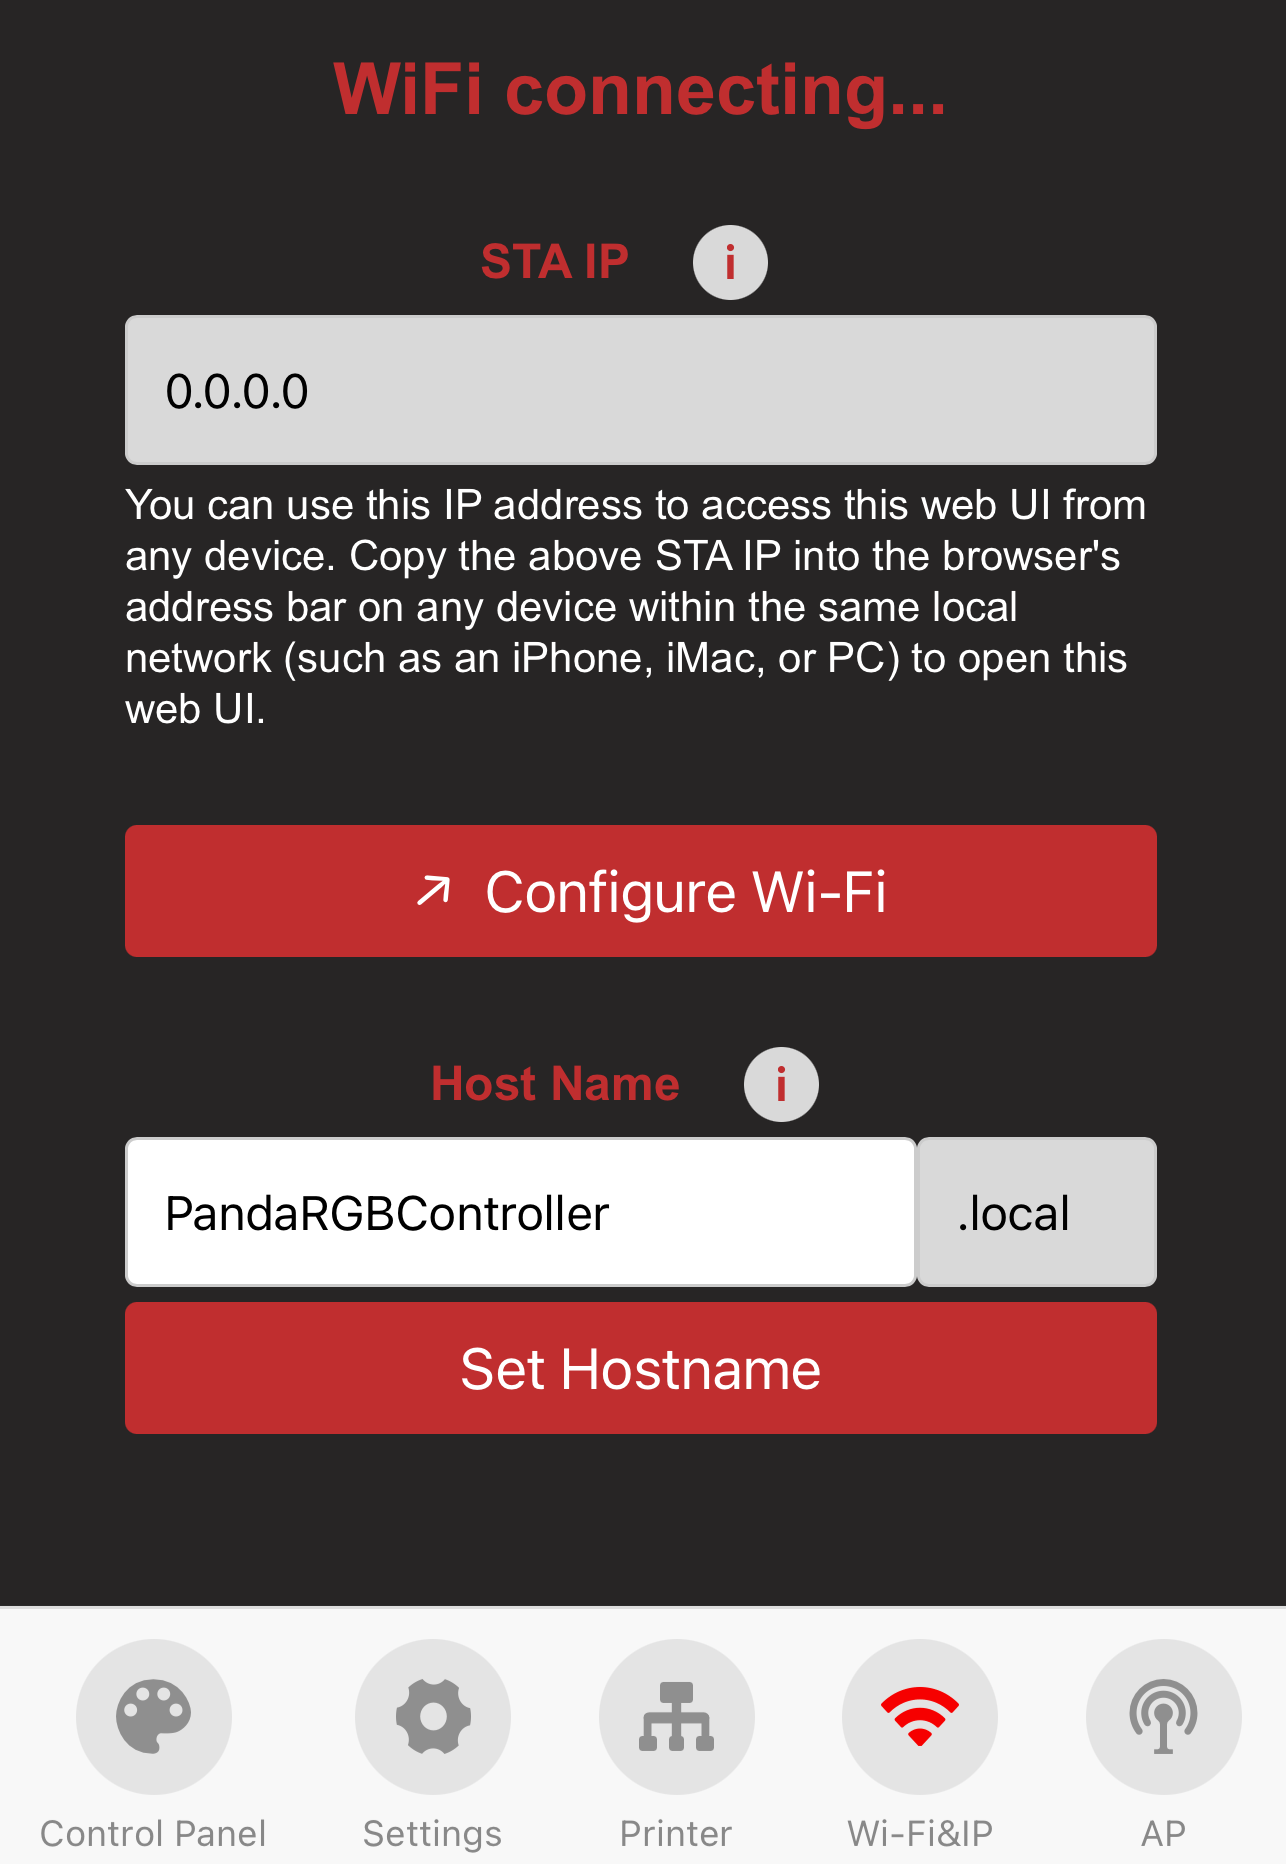 WiFi connecting...
STA IP i
0.0.0.0
You can use this IP address to access this web UI from
any device. Copy the above STA IP into the browser's
address bar on any device within the same local
network (such as an iPhone, iMac, or PC) to open this
web UI.
Configure Wi-Fi
Host Name i
PandaRGBController .local
Set Hostname
Control Panel Settings Printer Wi-Fi&IP AP